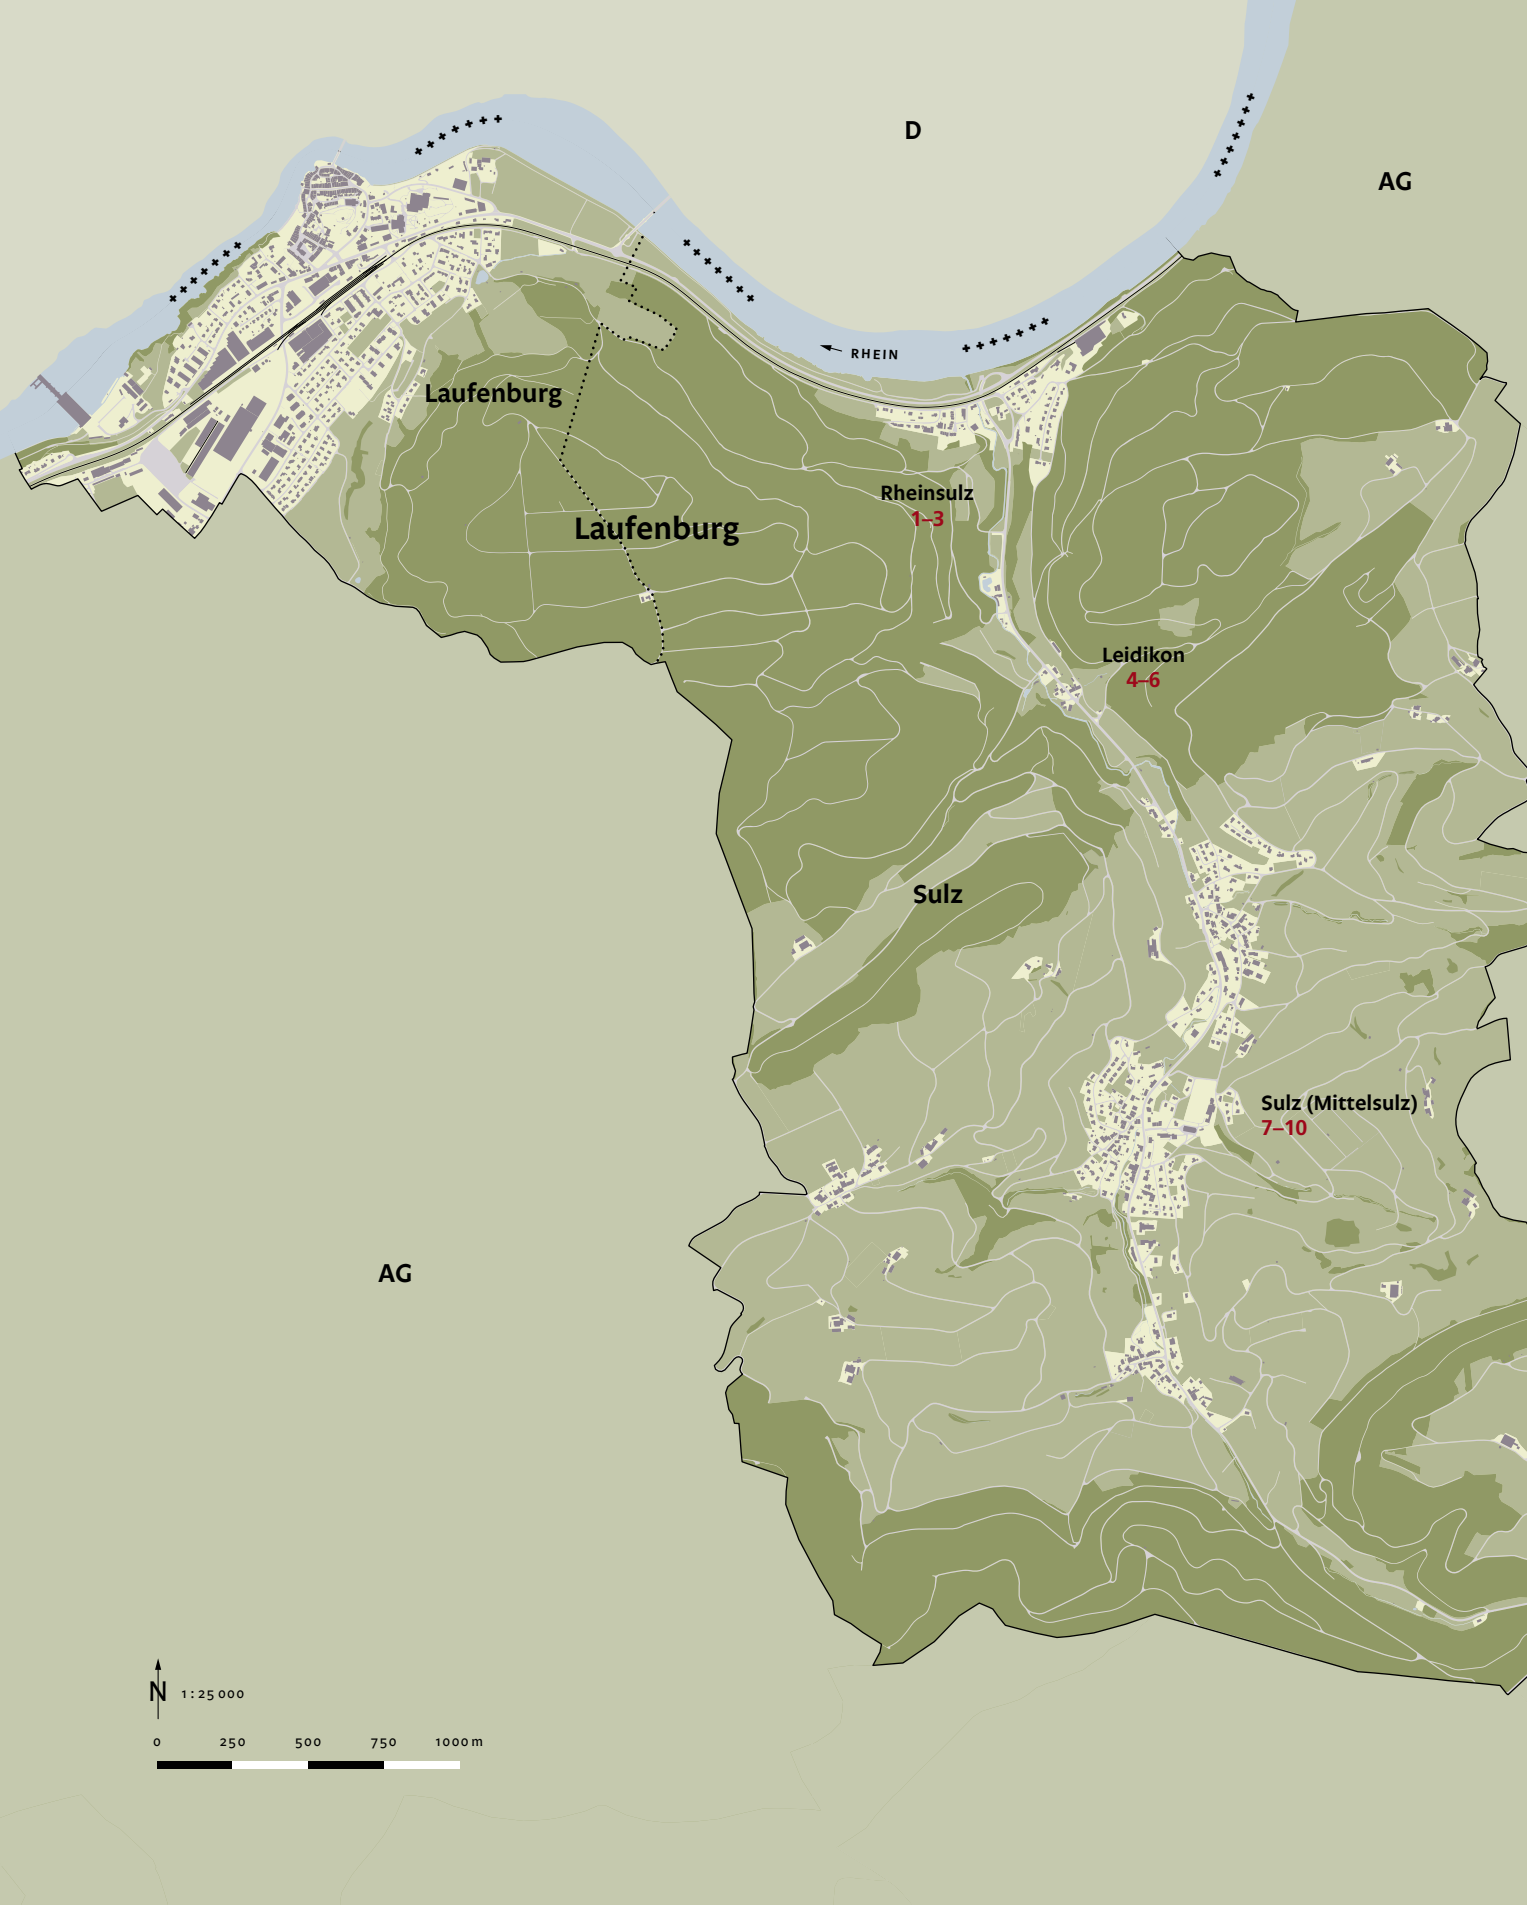 D
AG
RHEIN
Laufenburg
Rheinsulz
1–3
Laufenburg
Leidikon
4–6
Sulz
Sulz (Mittelsulz)
7–10
AG
N 1:25 000
0 250 500 750 1000 m